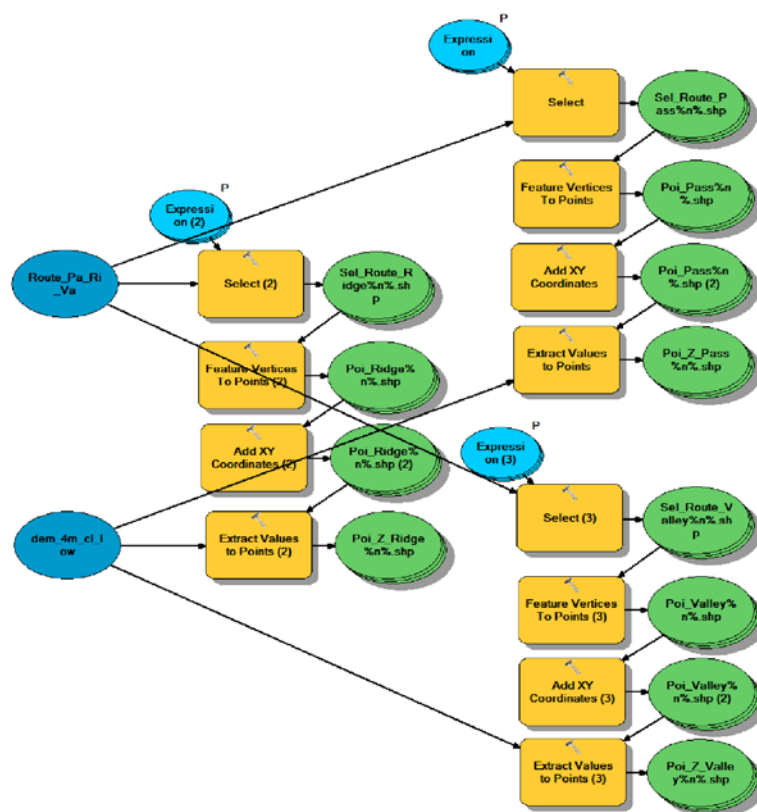 P
Expressi
on
Select
Sel_Route_P
ass%n%.shp
Feature Vertices
To Points
Poi_Pass%n
%.shp
Add XY
Coordinates
Poi_Pass%n
%.shp (2)
Extract Values
to Points
Poi_Z_Pass
%n%.shp
P
Expressi
on (2)
Route_Pa_Ri
_Va
Select (2)
Sel_Route_R
idge%n%.sh
p
Feature Vertices
To Points (2)
Poi_Ridge%
n%.shp
Add XY
Coordinates (2)
Poi_Ridge%
n%.shp (2)
dem_4m_cl_l
ow
Extract Values
to Points (2)
Poi_Z_Ridge
%n%.shp
P
Expressi
on (3)
Select (3)
Sel_Route_V
alley%n%.sh
p
Feature Vertices
To Points (3)
Poi_Valley%
n%.shp
Add XY
Coordinates (3)
Poi_Valley%
n%.shp (2)
Extract Values
to Points (3)
Poi_Z_Valle
y%n%.shp